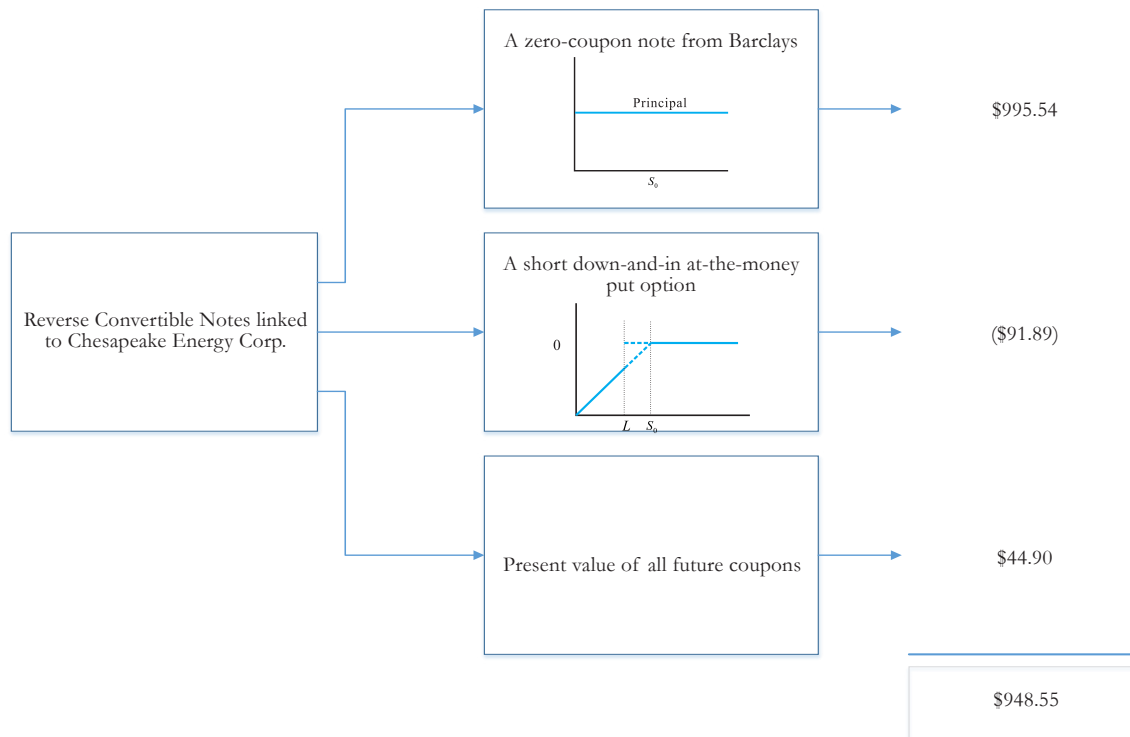 A zero-coupon note from Barclays
Principal
S₀
$995.54
Reverse Convertible Notes linked
to Chesapeake Energy Corp.
A short down-and-in at-the-money
put option
0
L S₀
($91.89)
Present value of all future coupons
$44.90
$948.55